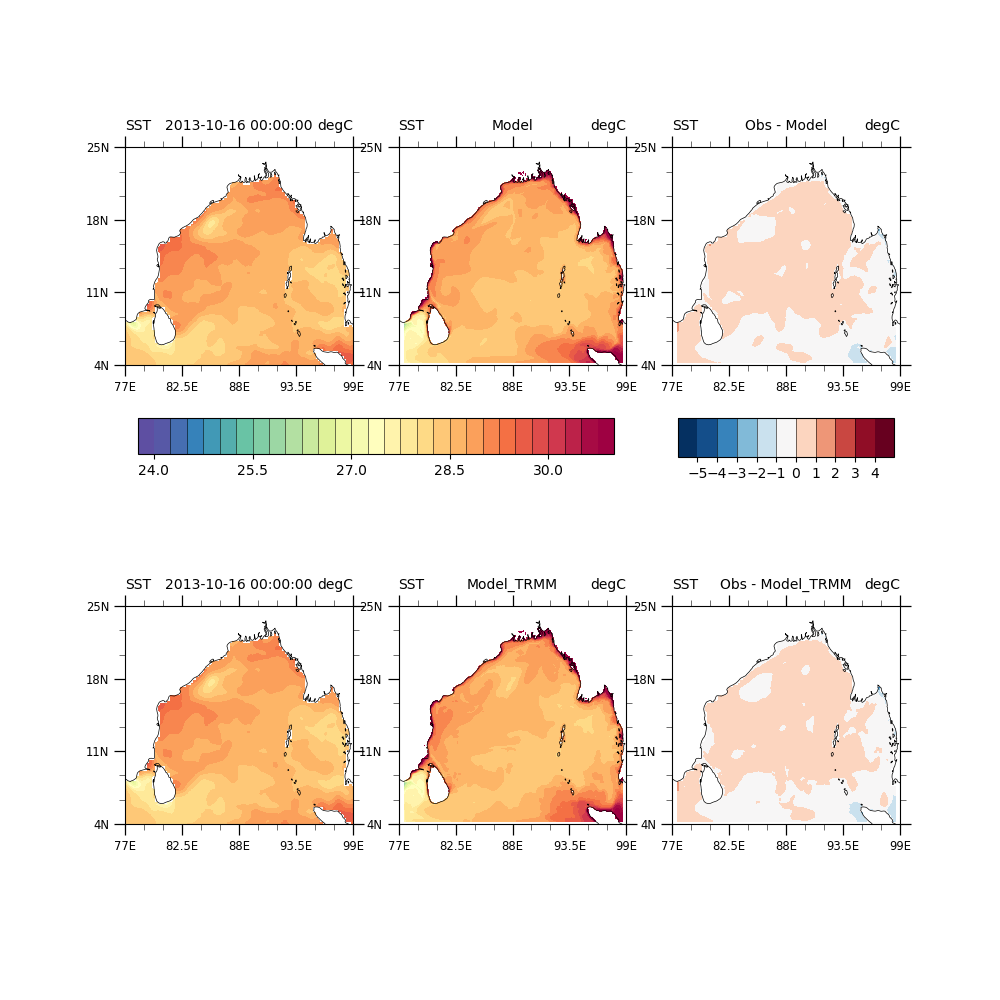 SST 2013-10-16 00:00:00 degC SST Model degC SST Obs - Model degC
25N 25N 25N
18N 18N 18N
11N 11N 11N
4N 4N 4N
77E 82.5E 88E 93.5E 99E 77E 82.5E 88E 93.5E 99E 77E 82.5E 88E 93.5E 99E
24.0 25.5 27.0 28.5 30.0 −5 −4 −3 −2 −1 0 1 2 3 4
SST 2013-10-16 00:00:00 degC SST Model_TRMM degC SST Obs - Model_TRMM degC
25N 25N 25N
18N 18N 18N
11N 11N 11N
4N 4N 4N
77E 82.5E 88E 93.5E 99E 77E 82.5E 88E 93.5E 99E 77E 82.5E 88E 93.5E 99E